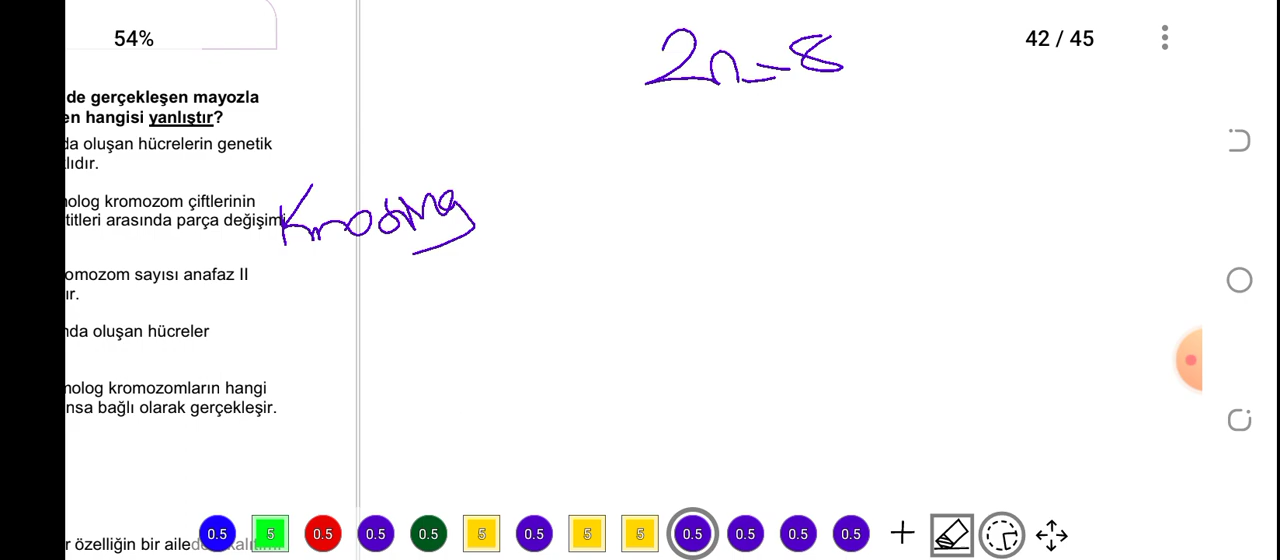 54%
42 / 45
2n=8
de gerçekleşen mayozla
en hangisi yanlıştır?
da oluşan hücrelerin genetik
lıdır.
nolog kromozom çiftlerinin
titleri arasında parça değişimi
omozom sayısı anafaz II
ır.
nda oluşan hücreler
nolog kromozomların hangi
nsa bağlı olarak gerçekleşir.
r özelliğin bir ailede kalıtımı
0.5 5 0.5 0.5 0.5 5 0.5 5 5 0.5 0.5 0.5 0.5